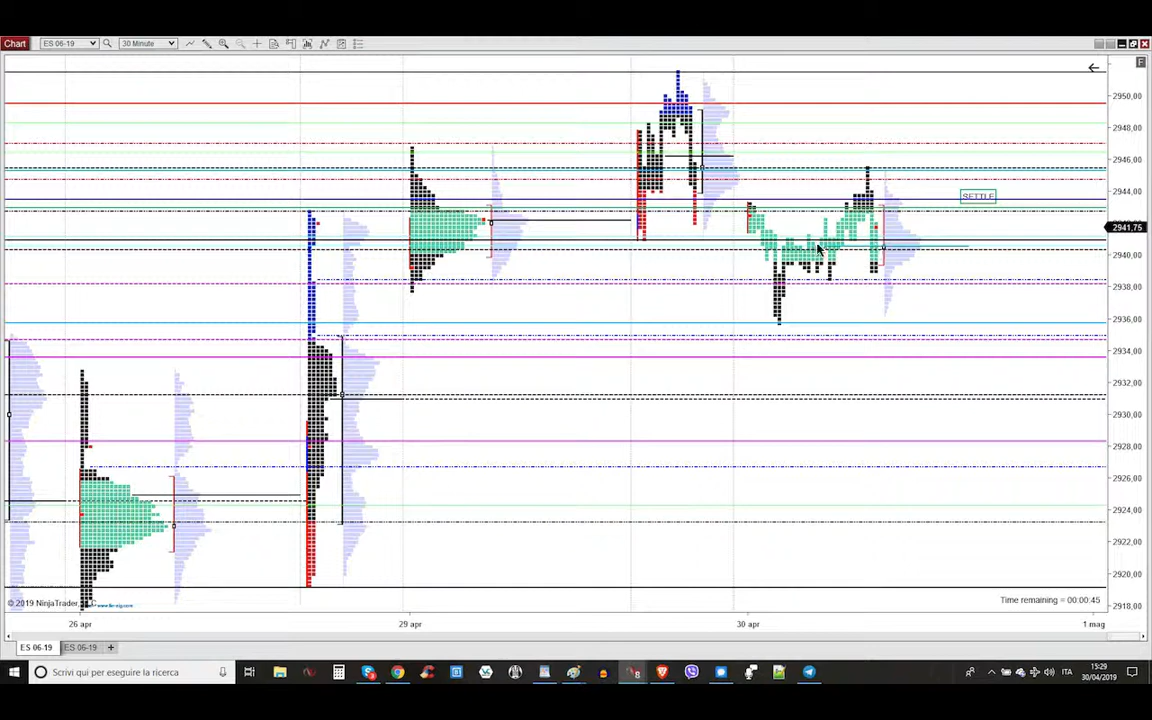 Chart
ES 06-19
30 Minute
F
2950,00
2948,00
2946,00
2944,00
SETTLE
2941,75
2940,00
2938,00
2936,00
2934,00
2932,00
2930,00
2928,00
2926,00
2924,00
2922,00
2920,00
2918,00
© 2019 NinjaTrader, LLC
Time remaining = 00:00:45
26 apr
29 apr
30 apr
1 mag
ES 06-19
ES 06-19
+
Scrivi qui per eseguire la ricerca
8
ITA
15:29
30/04/2019